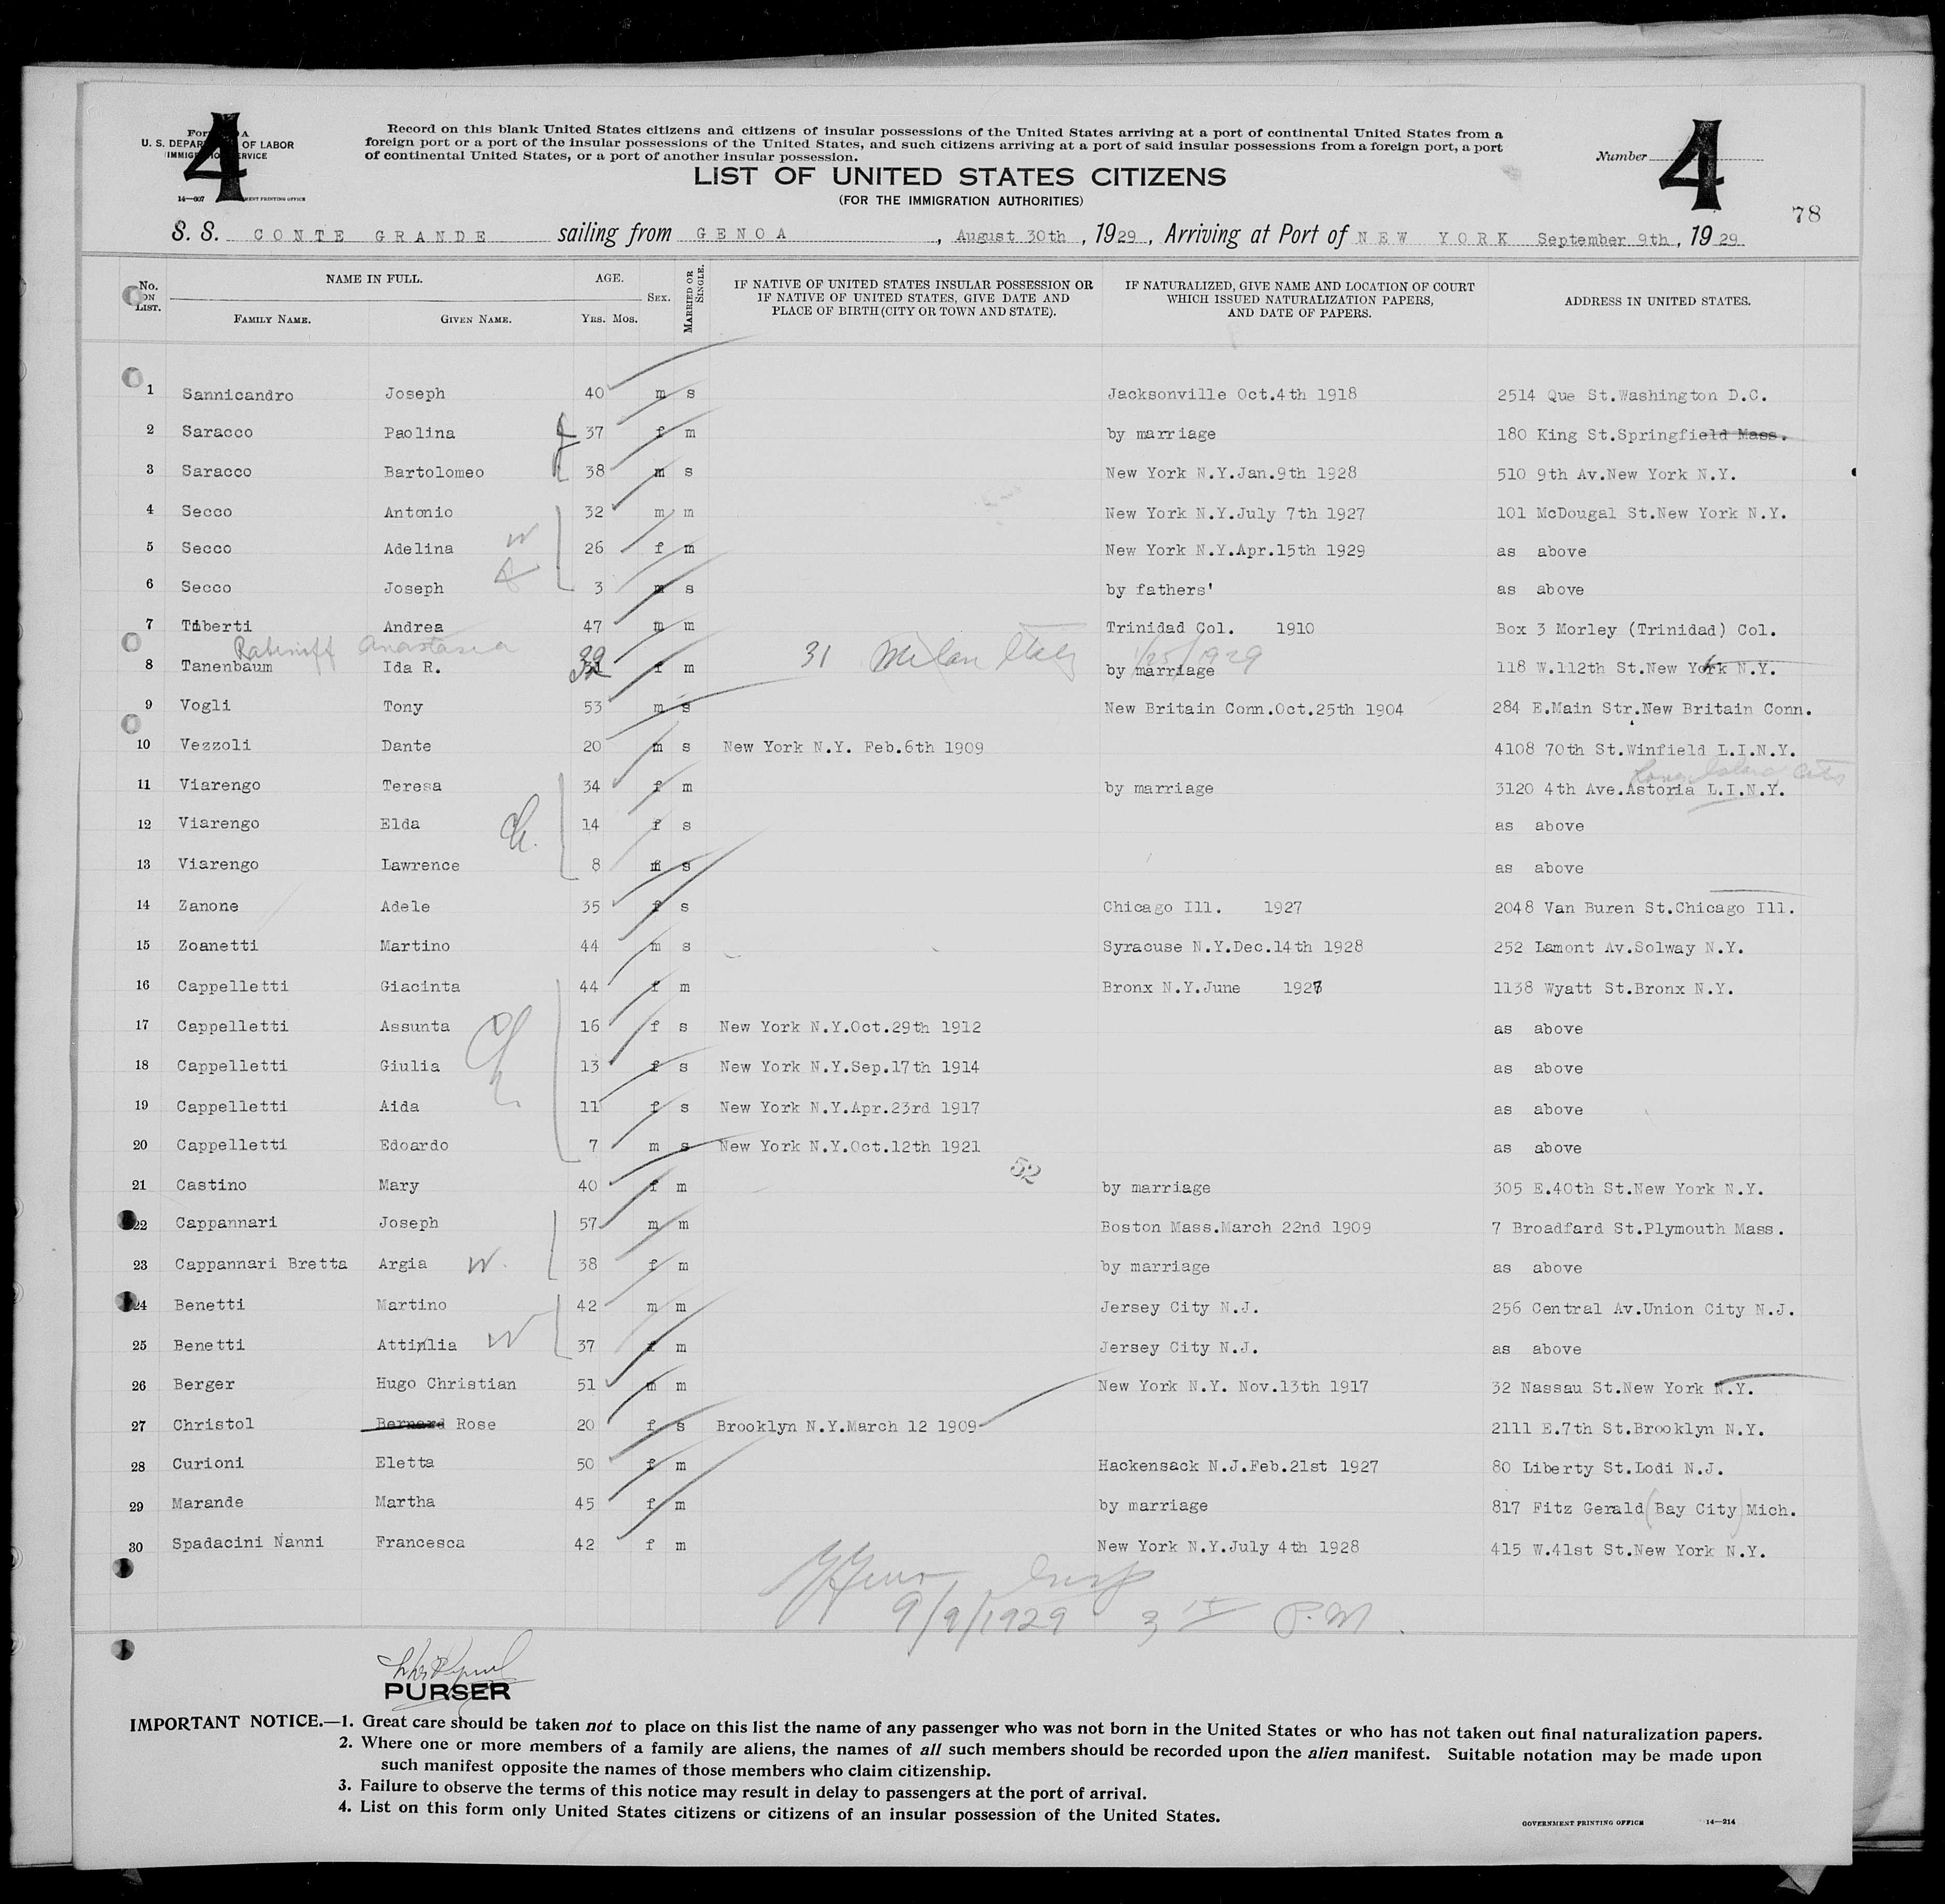 4
4
U. S. DEPAR OF LABOR
14—607
Record on this blank United States citizens and citizens of insular possessions of the United States arriving at a port of continental United States from a
foreign port or a port of the insular possessions of the United States, and such citizens arriving at a port of said insular possessions from a foreign port, a port
of continental United States, or a port of another insular possession.
Number
LIST OF UNITED STATES CITIZENS
(FOR THE IMMIGRATION AUTHORITIES)
78
S. S. CONTE GRANDE sailing from GENOA, August 30th, 1929, Arriving at Port of NEW YORK September 9th, 1929
No. ON LIST. NAME IN FULL. FAMILY NAME. GIVEN NAME. AGE. YRS. MOS. SEX. MARRIED OR SINGLE. IF NATIVE OF UNITED STATES INSULAR POSSESSION OR IF NATIVE OF UNITED STATES, GIVE DATE AND PLACE OF BIRTH (CITY OR TOWN AND STATE). IF NATURALIZED, GIVE NAME AND LOCATION OF COURT WHICH ISSUED NATURALIZATION PAPERS, AND DATE OF PAPERS. ADDRESS IN UNITED STATES.
1 Sannicandro Joseph 40 m s Jacksonville Oct.4th 1918 2514 Que St.Washington D.C.
2 Saracco Paolina 37 f m by marriage 180 King St.Springfield Mass.
3 Saracco Bartolomeo 38 m s New York N.Y.Jan.9th 1928 510 9th Av.New York N.Y.
4 Secco Antonio 32 m m New York N.Y.July 7th 1927 101 McDougal St.New York N.Y.
5 Secco Adelina W 26 f m New York N.Y.Apr.15th 1929 as above
6 Secco Joseph 3 m s by fathers' as above
7 Tiberti Andrea 47 m m Trinidad Col. 1910 Box 3 Morley (Trinidad) Col.
Anastasia 39 31 Milan Italy 1/25/1929
8 Tanenbaum Ida R. f m by marriage 118 W.112th St.New York N.Y.
9 Vogli Tony 53 m s New Britain Conn.Oct.25th 1904 284 E.Main Str.New Britain Conn.
10 Vezzoli Dante 20 m s New York N.Y. Feb.6th 1909 4108 70th St.Winfield L.I.N.Y.
Long Island City
11 Viarengo Teresa 34 f m by marriage 3120 4th Ave.Astoria L.I.N.Y.
12 Viarengo Elda ch. 14 f s as above
13 Viarengo Lawrence 8 m s as above
14 Zanone Adele 35 f s Chicago Ill. 1927 2048 Van Buren St.Chicago Ill.
15 Zoanetti Martino 44 m s Syracuse N.Y.Dec.14th 1928 252 Lamont Av.Solway N.Y.
16 Cappelletti Giacinta 44 f m Bronx N.Y.June 1927 1138 Wyatt St.Bronx N.Y.
17 Cappelletti Assunta 16 f s New York N.Y.Oct.29th 1912 as above
18 Cappelletti Giulia Ch 13 f s New York N.Y.Sep.17th 1914 as above
19 Cappelletti Aida 11 f s New York N.Y.Apr.23rd 1917 as above
20 Cappelletti Edoardo 7 m s New York N.Y.Oct.12th 1921 as above
52
21 Castino Mary 40 f m by marriage 305 E.40th St.New York N.Y.
22 Cappannari Joseph 57 m m Boston Mass.March 22nd 1909 7 Broadfard St.Plymouth Mass.
23 Cappannari Bretta Argia W. 38 f m by marriage as above
24 Benetti Martino 42 m m Jersey City N.J. 256 Central Av.Union City N.J.
25 Benetti Attinlia W 37 f m Jersey City N.J. as above
26 Berger Hugo Christian 51 m m New York N.Y. Nov.13th 1917 32 Nassau St.New York N.Y.
27 Christol Bernard Rose 20 f s Brooklyn N.Y.March 12 1909 2111 E.7th St.Brooklyn N.Y.
28 Curioni Eletta 50 f m Hackensack N.J.Feb.21st 1927 80 Liberty St.Lodi N.J.
29 Marande Martha 45 f m by marriage 817 Fitz Gerald (Bay City) Mich.
30 Spadacini Nanni Francesca 42 f m New York N.Y.July 4th 1928 415 W.41st St.New York N.Y.
Insp
9/9/1929 P.M.
PURSER
IMPORTANT NOTICE.—1. Great care should be taken not to place on this list the name of any passenger who was not born in the United States or who has not taken out final naturalization papers.
2. Where one or more members of a family are aliens, the names of all such members should be recorded upon the alien manifest. Suitable notation may be made upon
such manifest opposite the names of those members who claim citizenship.
3. Failure to observe the terms of this notice may result in delay to passengers at the port of arrival.
4. List on this form only United States citizens or citizens of an insular possession of the United States.
GOVERNMENT PRINTING OFFICE 14—214